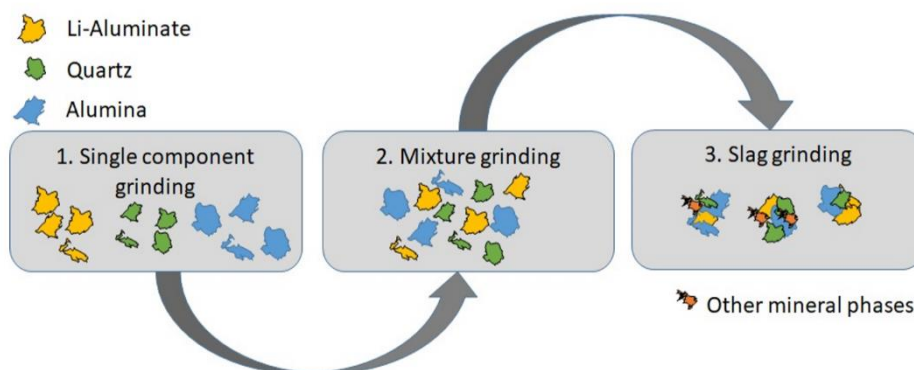 Li-Aluminate
Quartz
Alumina
1. Single component
grinding
2. Mixture grinding
3. Slag grinding
Other mineral phases